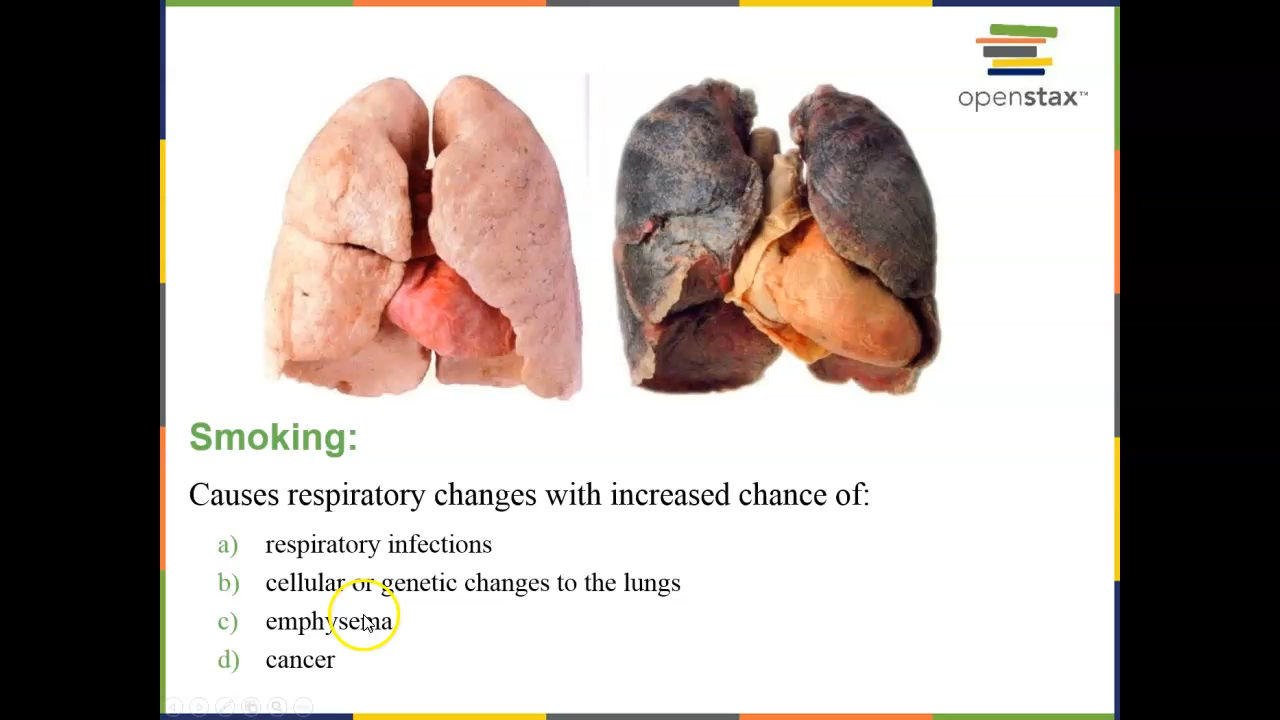 openstax™
Smoking:
Causes respiratory changes with increased chance of:
a) respiratory infections
b) cellular or genetic changes to the lungs
c) emphysema
d) cancer